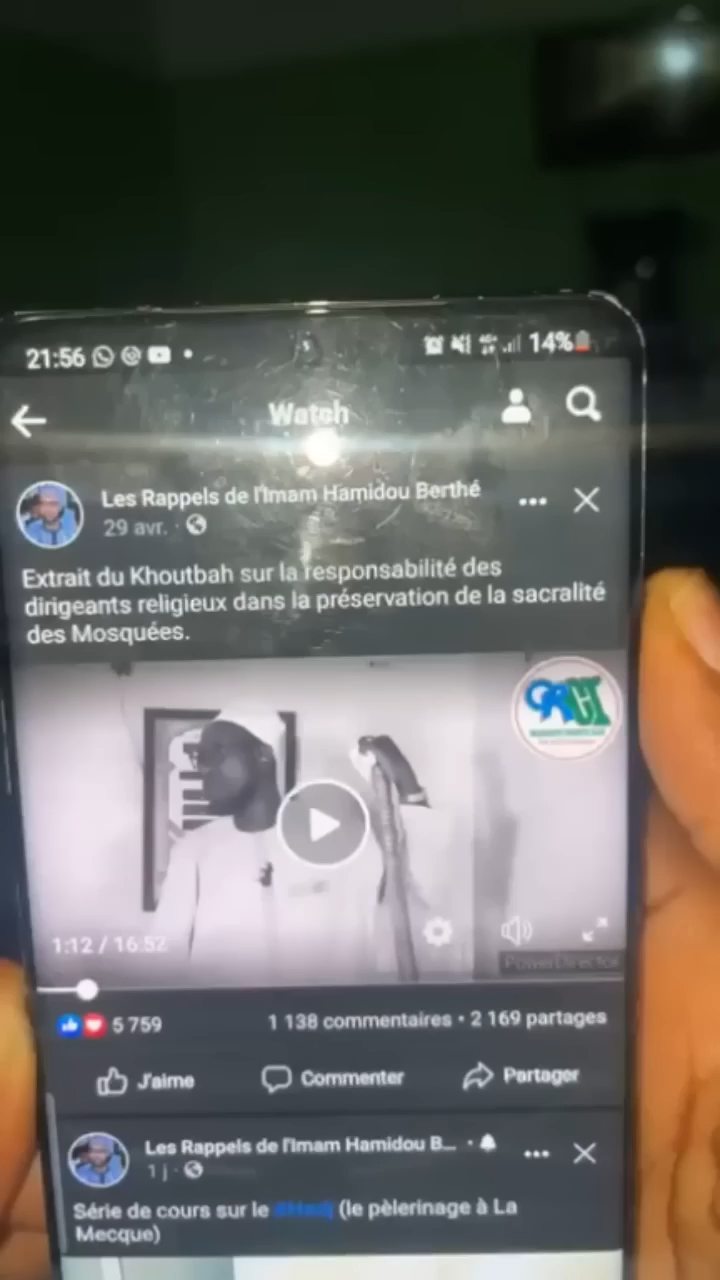 21:56
14%
Watch
Les Rappels de l'Imam Hamidou Berthé
29 avr.
Extrait du Khoutbah sur la responsabilité des
dirigeants religieux dans la préservation de la sacralité
des Mosquées.
1:12 / 16:52
PowerDirector
5 759
1 138 commentaires • 2 169 partages
J'aime
Commenter
Partager
Les Rappels de l'Imam Hamidou B...
1 j
Série de cours sur le #Hadj (le pèlerinage à La
Mecque)